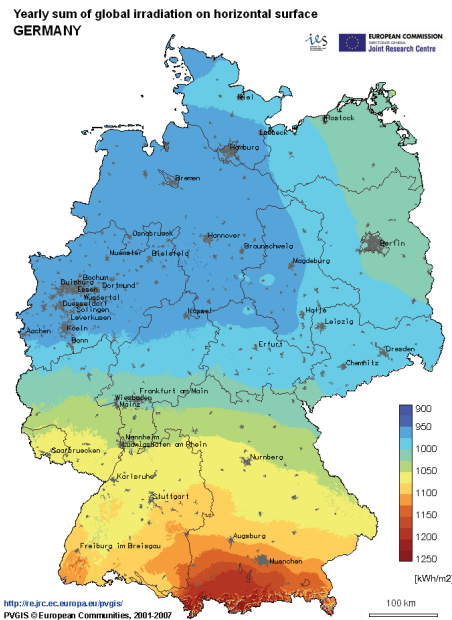 Yearly sum of global irradiation on horizontal surface
GERMANY
ies
EUROPEAN COMMISSION
DIRECTORATE-GENERAL
Joint Research Centre
Kiel
Rostock
Luebeck
Hamburg
Bremen
Berlin
Osnabrueck
Hannover
Muenster
Bielefeld
Braunschweig
Magdeburg
Bochum
Duisburg
Dortmund
Essen
Wuppertal
Duesseldorf
Solingen
Leverkusen
Kassel
Halle
Leipzig
Aachen
Koeln
Bonn
Erfurt
Dresden
Chemnitz
Frankfurt am Main
Wiesbaden
Mainz
Mannheim
Ludwigshafen am Rhein
Saarbruecken
Nurnberg
Karlsruhe
Stuttgart
Augsburg
Freiburg im Breisgau
Muenchen
900
950
1000
1050
1100
1150
1200
1250
[kWh/m2]
http://re.jrc.ec.europa.eu/pvgis/
PVGIS © European Communities, 2001-2007
100 km